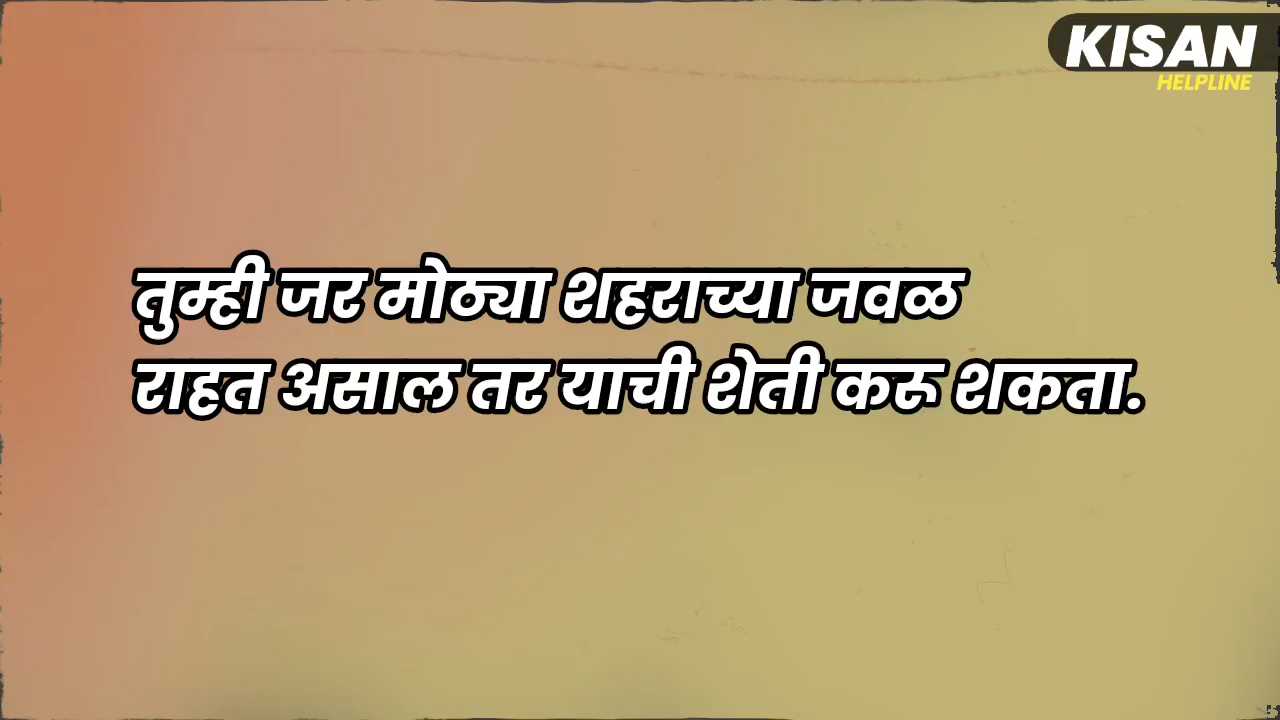 KISAN
HELPLINE
तुम्ही जर मोठ्या शहराच्या जवळ
राहत असाल तर याची शेती करू शकता.